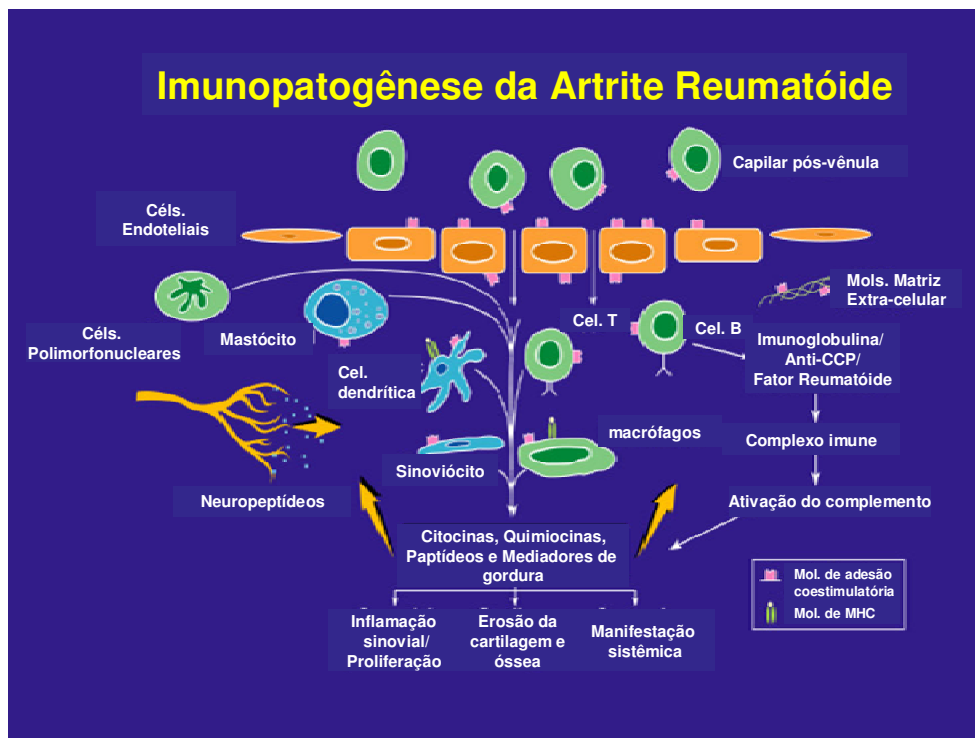 Imunopatogênese da Artrite Reumatóide
Capilar pós-vênula
Céls.
Endoteliais
Mols. Matriz
Extra-celular
Céls.
Polimorfonucleares
Mastócito
Cel.
dendrítica
Cel. T
Cel. B
Imunoglobulina/
Anti-CCP/
Fator Reumatóide
macrófagos
Complexo imune
Sinoviócito
Neuropeptídeos
Ativação do complemento
Citocinas, Quimiocinas,
Paptídeos e Mediadores de
gordura
Mol. de adesão
coestimulatória
Mol. de MHC
Inflamação
sinovial/
Proliferação
Erosão da
cartilagem e
óssea
Manifestação
sistêmica